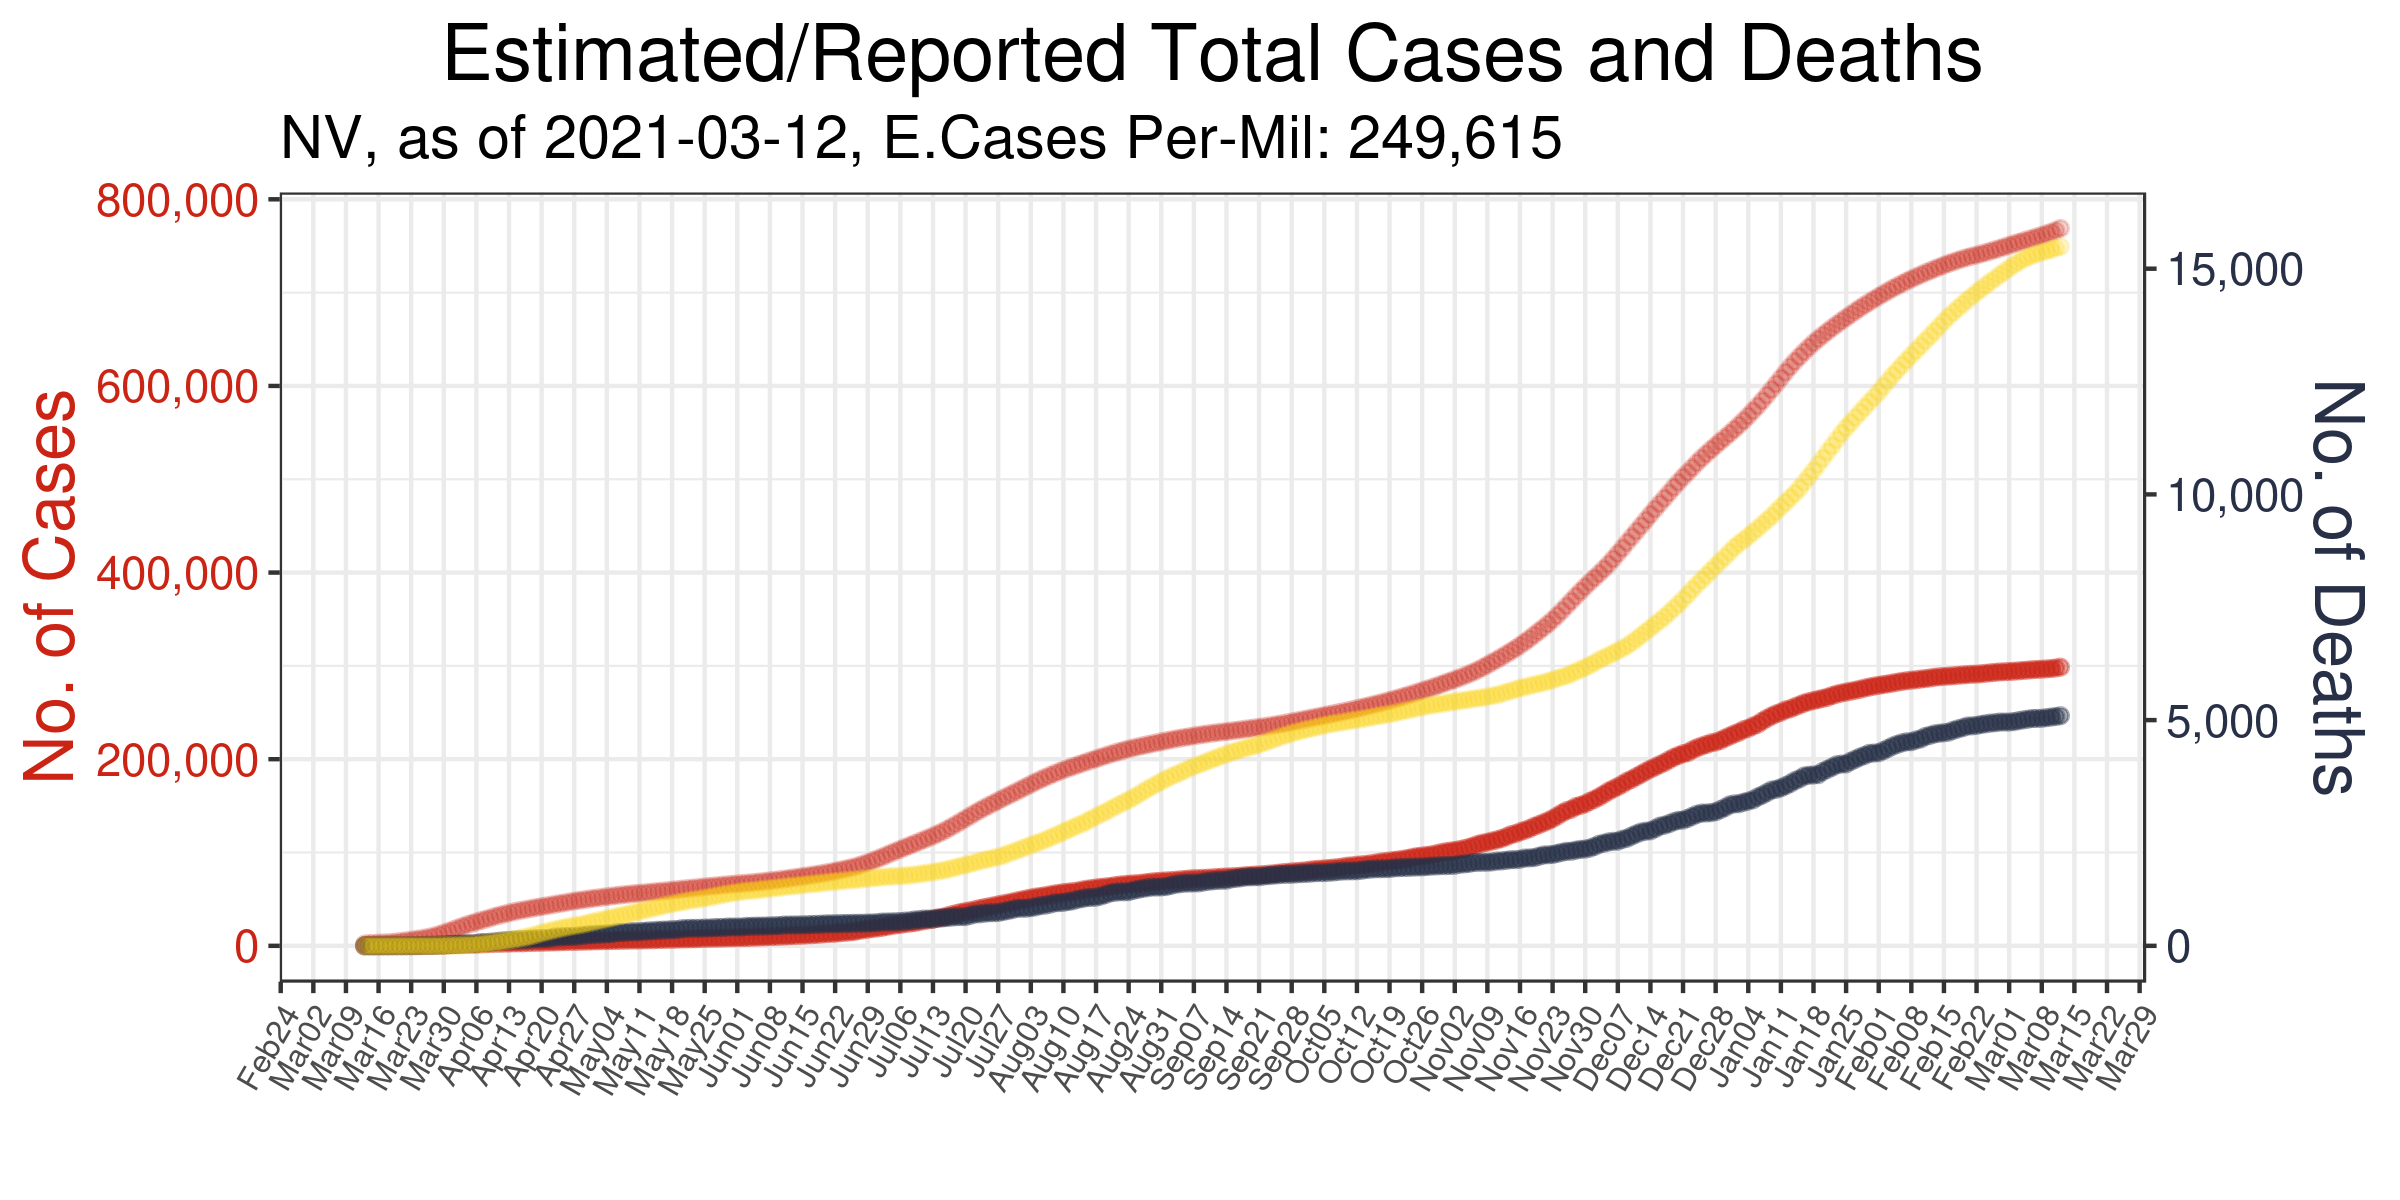 Estimated/Reported Total Cases and Deaths
NV, as of 2021-03-12, E.Cases Per-Mil: 249,615
No. of Cases
800,000
600,000
400,000
200,000
0
15,000
10,000
5,000
0
No. of Deaths
Feb24
Mar02
Mar09
Mar16
Mar23
Mar30
Apr06
Apr13
Apr20
Apr27
May04
May11
May18
May25
Jun01
Jun08
Jun15
Jun22
Jun29
Jul06
Jul13
Jul20
Jul27
Aug03
Aug10
Aug17
Aug24
Aug31
Sep07
Sep14
Sep21
Sep28
Oct05
Oct12
Oct19
Oct26
Nov02
Nov09
Nov16
Nov23
Nov30
Dec07
Dec14
Dec21
Dec28
Jan04
Jan11
Jan18
Jan25
Feb01
Feb08
Feb15
Feb22
Mar01
Mar08
Mar15
Mar22
Mar29